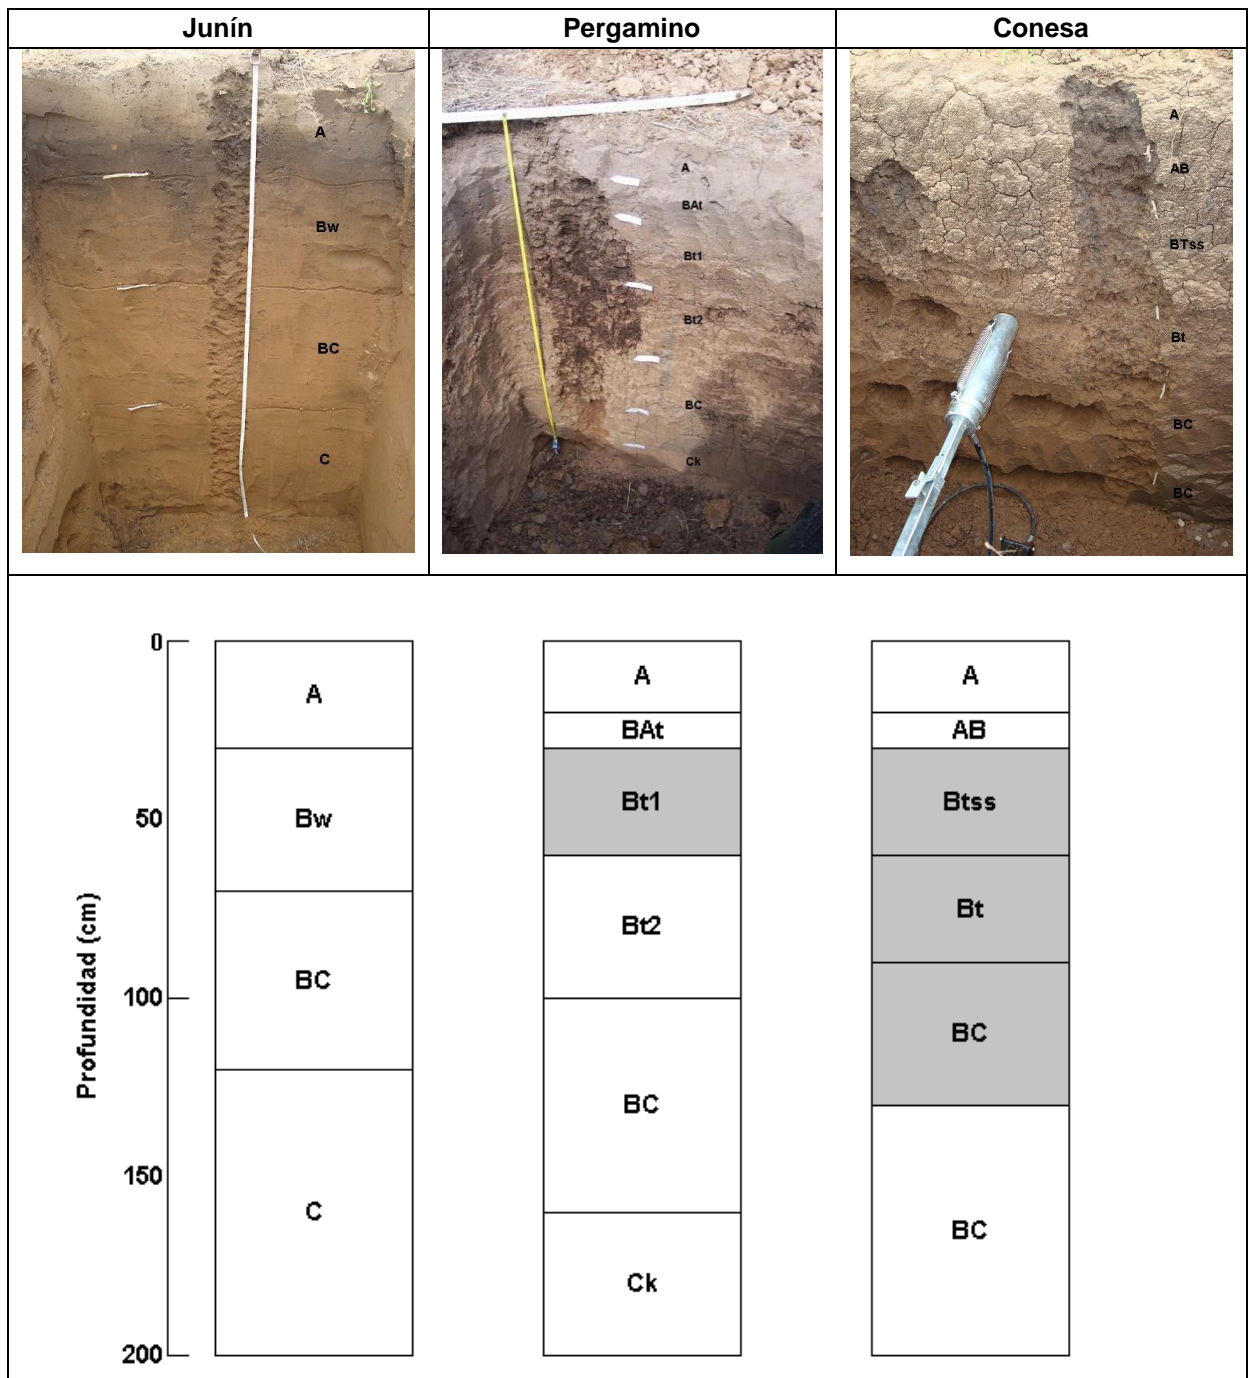 Junín
Pergamino
Conesa
A
Bw
BC
C
A
BAt
Bt1
Bt2
BC
Ck
A
AB
BTss
Bt
BC
BC
Profundidad (cm)
0
50
100
150
200
A
Bw
BC
C
A
BAt
Bt1
Bt2
BC
Ck
A
AB
Btss
Bt
BC
BC